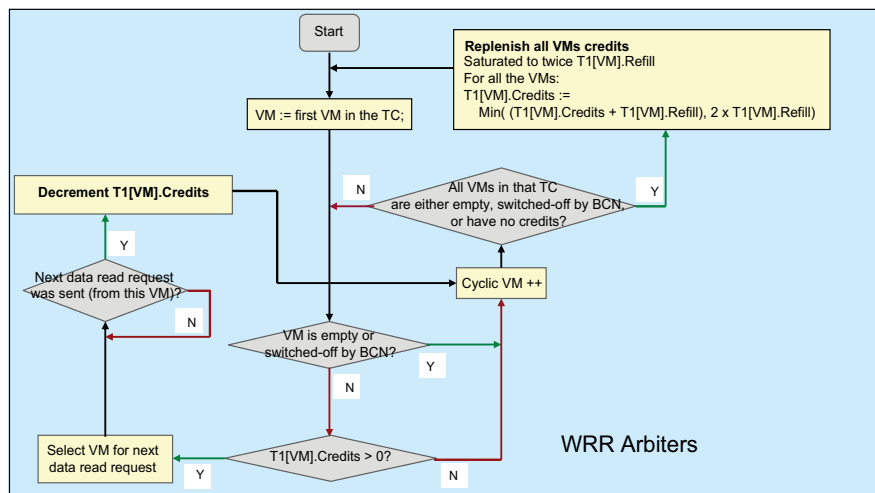 Start
Replenish all VMs credits
Saturated to twice T1[VM].Refill
For all the VMs:
T1[VM].Credits :=
Min( (T1[VM].Credits + T1[VM].Refill), 2 x T1[VM].Refill)
VM := first VM in the TC;
N
All VMs in that TC
are either empty, switched-off by BCN,
or have no credits?
Y
Decrement T1[VM].Credits
Y
Next data read request
was sent (from this VM)?
N
Cyclic VM ++
VM is empty or
switched-off by BCN?
Y
N
Select VM for next
data read request
Y
T1[VM].Credits > 0?
N
WRR Arbiters